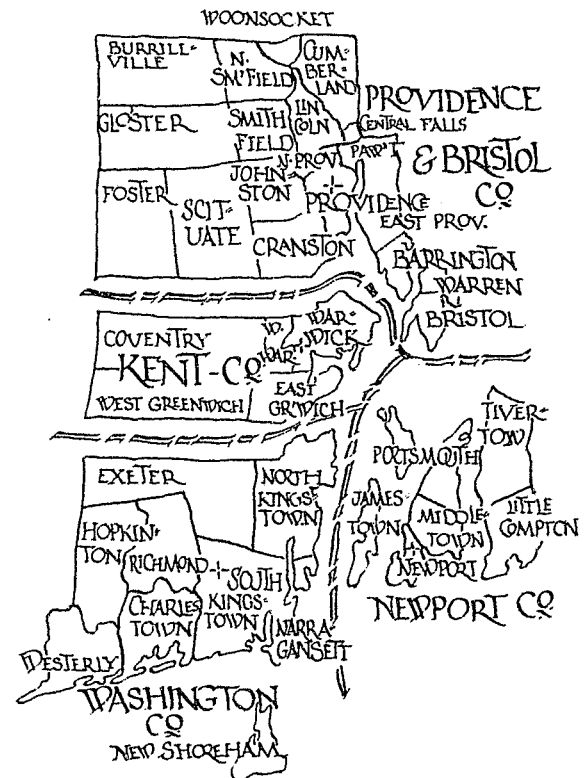 WOONSOCKET
BURRILL-
VILLE
N.
SM'FIELD
CUM-
BER-
LAND
PROVIDENCE
& BRISTOL
CO
GLOSTER
SMITH
FIELD
LIN
COLN
CENTRAL FALLS
N. PROV.
PAW'T
JOHN-
STON
FOSTER
SCIT-
UATE
PROVIDENCE
EAST PROV.
CRANSTON
BARRINGTON
WARREN
BRISTOL
COVENTRY
W.
WAR.
WAR-
WICK
KENT-CO
WEST GREENWICH
EAST
GR'WICH
TIVER-
TOW
PORTSMOUTH
EXETER
NORTH
KINGS-
TOWN
JAMES-
TOWN
MIDDLE-
TOWN
LITTLE
COMPTON
NEWPORT
NEWPORT CO
HOPKIN-
TON
RICHMOND
SOUTH
KINGS-
TOWN
CHARLES
TOWN
NARRA-
GANSETT
WESTERLY
WASHINGTON
CO
NEW SHOREHAM